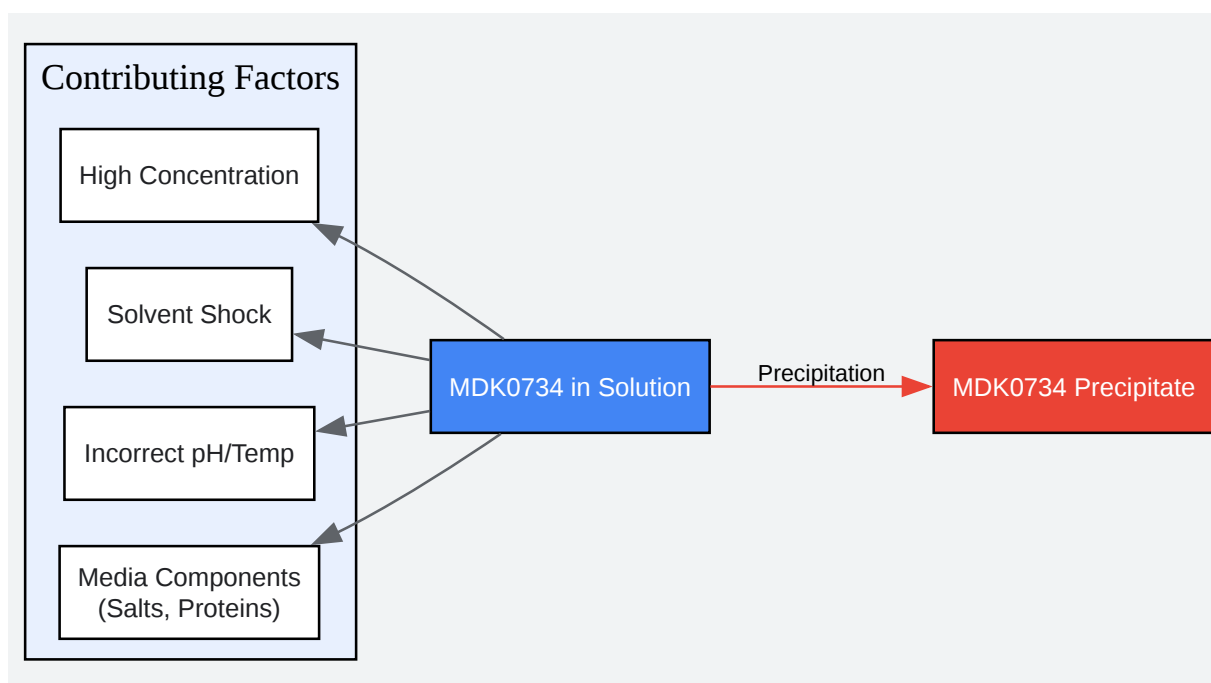 Contributing Factors
High Concentration
Solvent Shock
Incorrect pH/Temp
Media Components
(Salts, Proteins)
MDK0734 in Solution
Precipitation
MDK0734 Precipitate